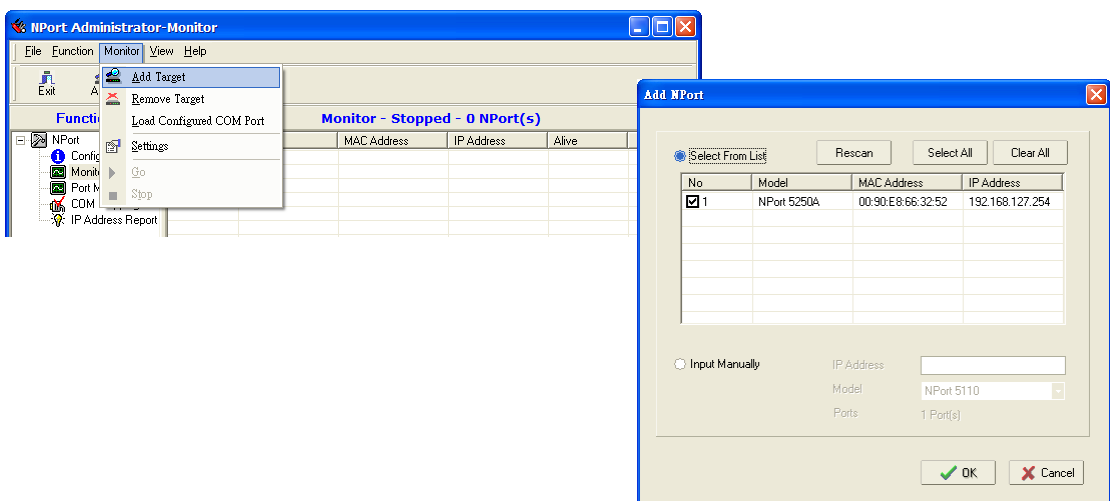 NPort Administrator-Monitor
File Function Monitor View Help
Exit
Add Target
Remove Target
Load Configured COM Port
Settings
Go
Stop
Monitor - Stopped - 0 NPort(s)
MAC Address IP Address Alive
NPort
Port
COM
IP Address Report
Add NPort
Select From List Rescan Select All Clear All
No Model MAC Address IP Address
1 NPort 5250A 00:90:E8:66:32:52 192.168.127.254
Input Manually
IP Address
Model NPort 5110
Ports 1 Port(s)
OK Cancel